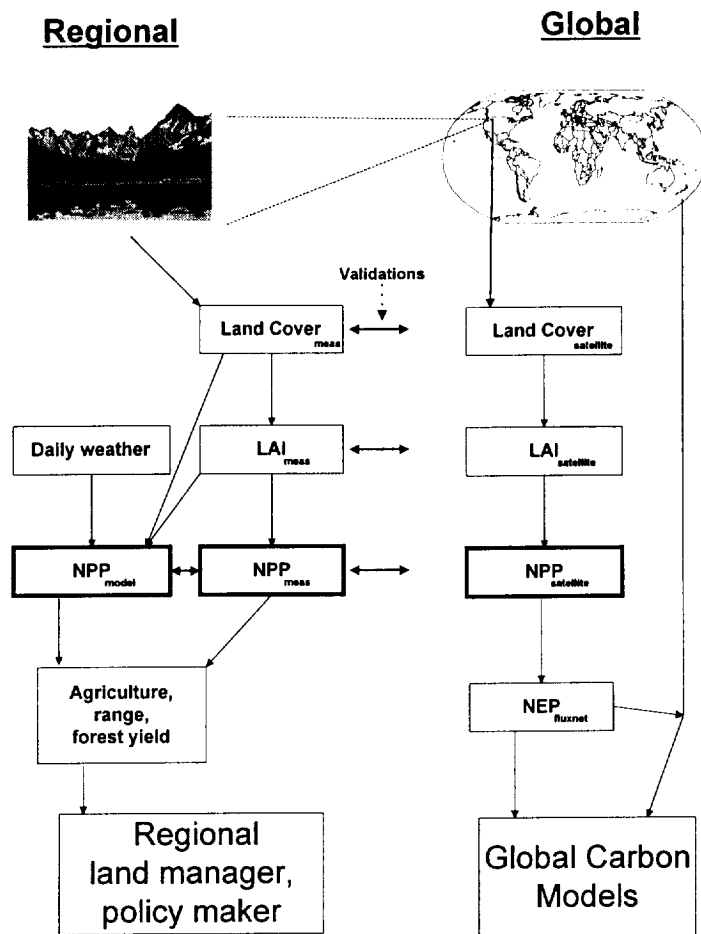 Regional
Global
Validations
Land Cover meas
Land Cover satellite
Daily weather
LAI meas
LAI satellite
NPP model
NPP meas
NPP satellite
Agriculture,
range,
forest yield
NEP fluxnet
Regional
land manager,
policy maker
Global Carbon
Models